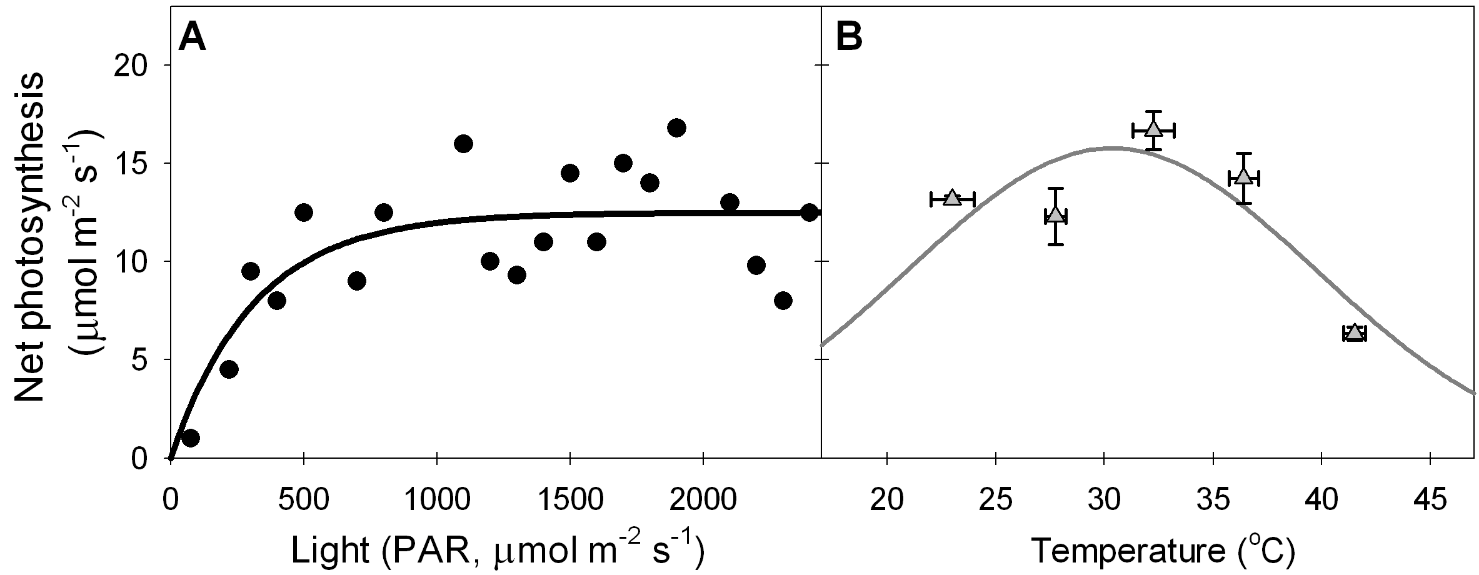 A
B
Net photosynthesis
(μmol m⁻² s⁻¹)
20
15
10
5
0
0 500 1000 1500 2000
20 25 30 35 40 45
Light (PAR, μmol m⁻² s⁻¹)
Temperature (°C)